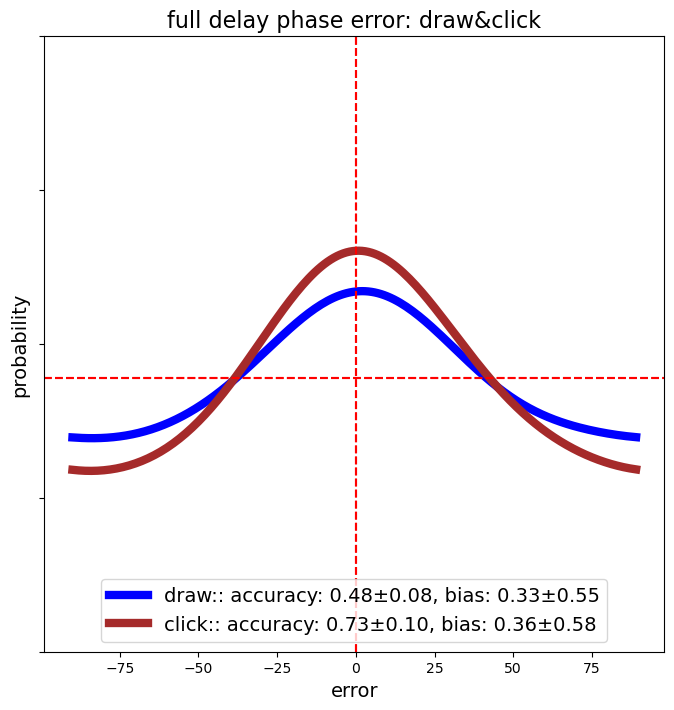 full delay phase error: draw&click
probability
draw:: accuracy: 0.48±0.08, bias: 0.33±0.55
click:: accuracy: 0.73±0.10, bias: 0.36±0.58
−75 −50 −25 0 25 50 75
error